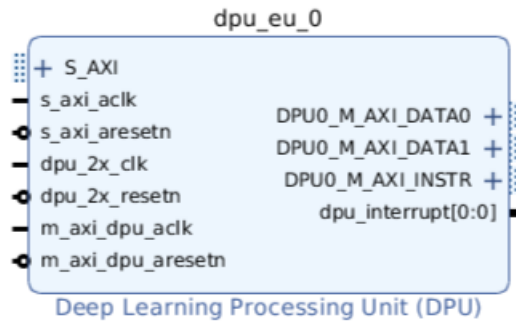 dpu_eu_0
+ S_AXI
s_axi_aclk
s_axi_aresetn
dpu_2x_clk
dpu_2x_resetn
m_axi_dpu_aclk
m_axi_dpu_aresetn
DPU0_M_AXI_DATA0 +
DPU0_M_AXI_DATA1 +
DPU0_M_AXI_INSTR +
dpu_interrupt[0:0]
Deep Learning Processing Unit (DPU)